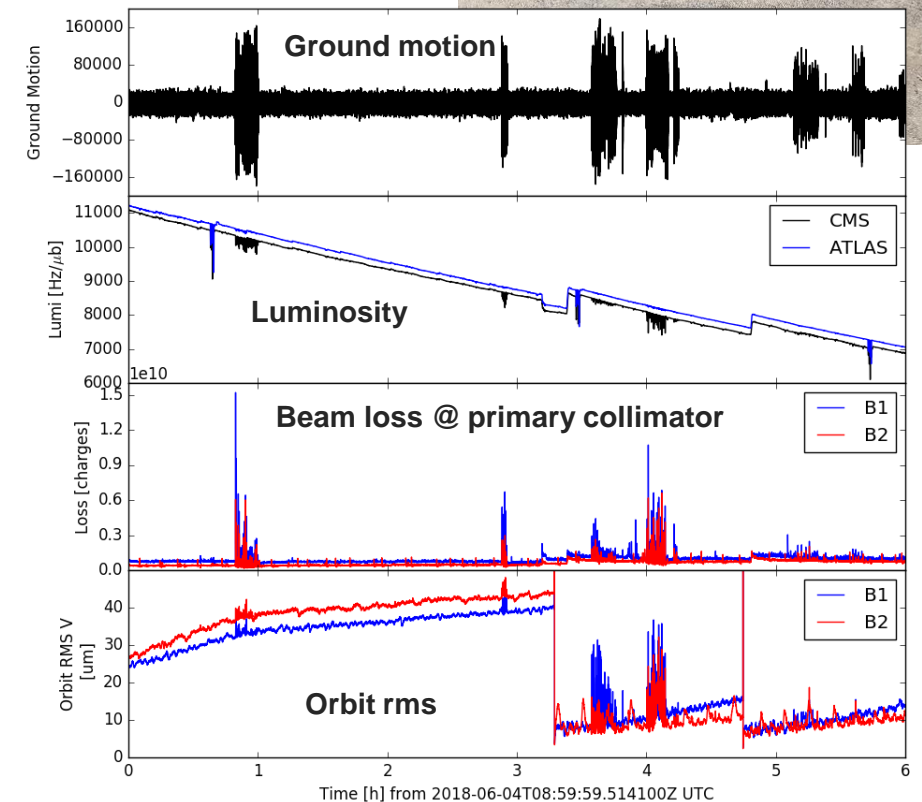 160000
80000
0
−80000
−160000
Ground Motion
Ground motion
11000
10000
9000
8000
7000
6000
Lumi [Hz/μb]
CMS
ATLAS
Luminosity
1e10
1.5
1.2
0.9
0.6
0.3
0.0
Loss [charges]
Beam loss @ primary collimator
B1
B2
40
30
20
10
0
Orbit RMS V
[um]
B1
B2
Orbit rms
0 1 2 3 4 5 6
Time [h] from 2018-06-04T08:59:59.514100Z UTC